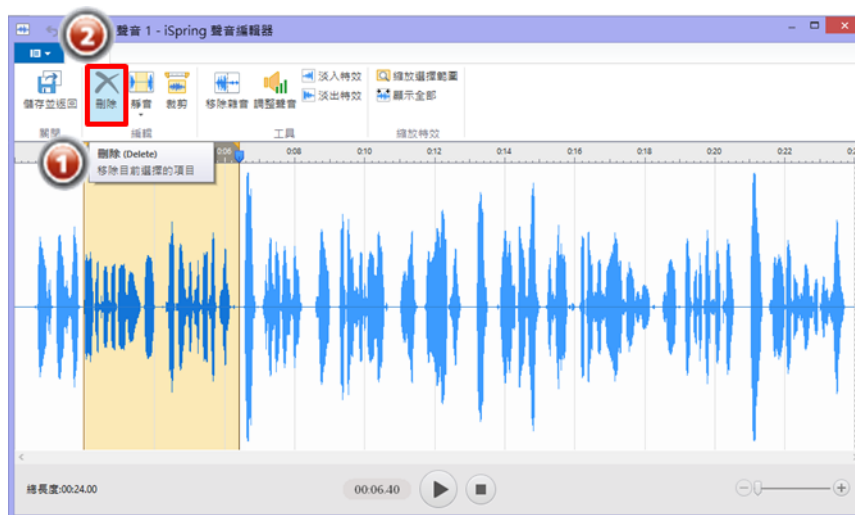 聲音 1 - iSpring 聲音編輯器
2
儲存並返回
刪除
靜音
裁剪
移除雜音
調整聲音
淡入特效
淡出特效
縮放選擇範圍
顯示全部
關閉
編輯
工具
縮放特效
1
刪除 (Delete)
移除目前選擇的項目
0:06 0:08 0:10 0:12 0:14 0:16 0:18 0:20 0:22
總長度:00:24.00
00:06.40